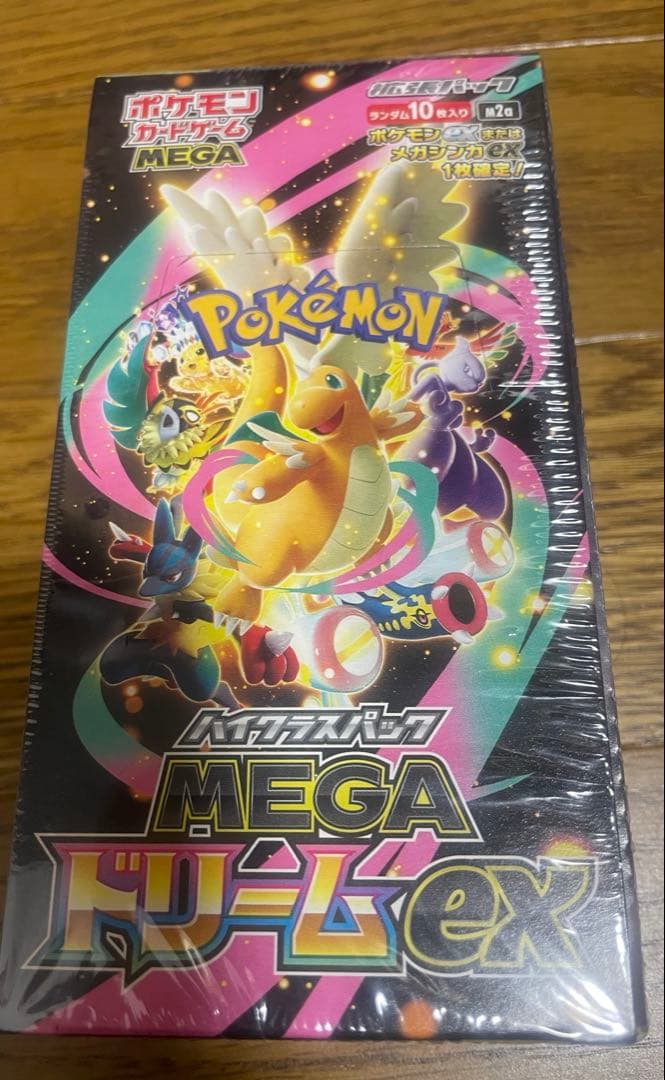 ポケモン
カードゲーム
MEGA
拡張パック
ランダム10枚入り M2a
ポケモンexまたは
メガシンカex
1枚確定!
POKéMON
ハイクラスパック
MEGA
ドリームex